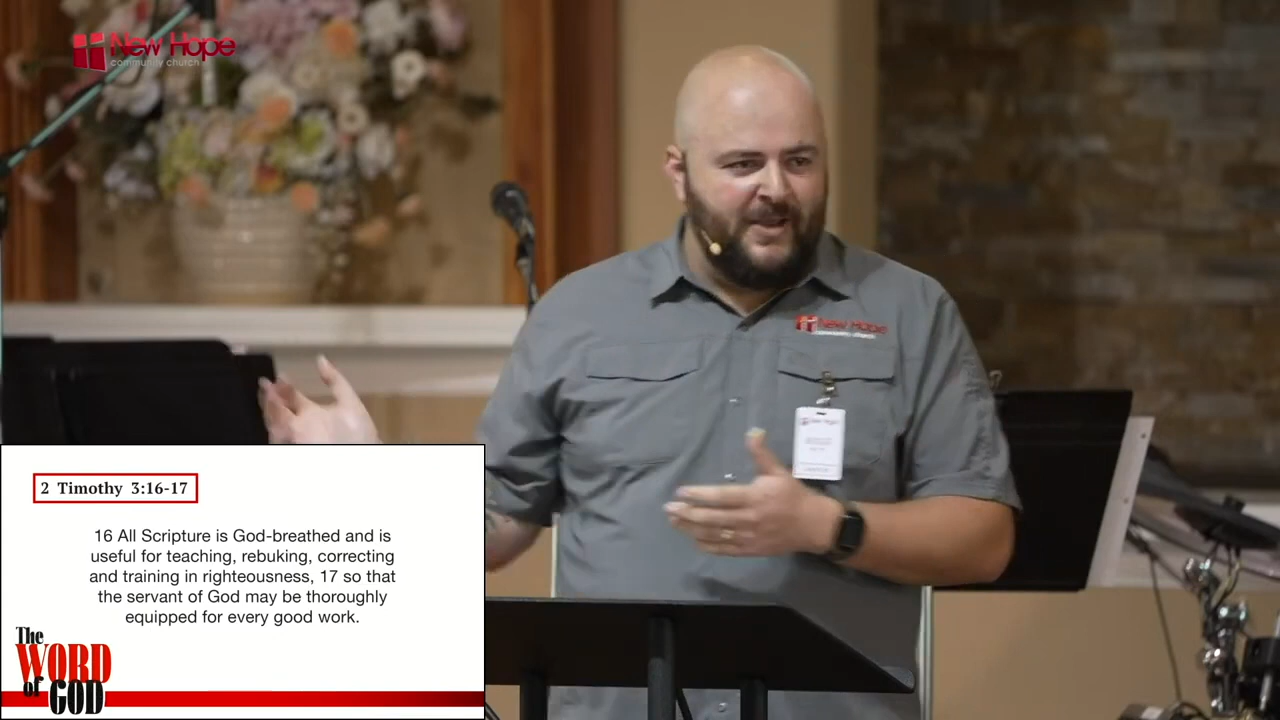 New Hope
community church
New Hope
community church
2 Timothy 3:16-17
16 All Scripture is God-breathed and is
useful for teaching, rebuking, correcting
and training in righteousness, 17 so that
the servant of God may be thoroughly
equipped for every good work.
The
WORD
of
GOD